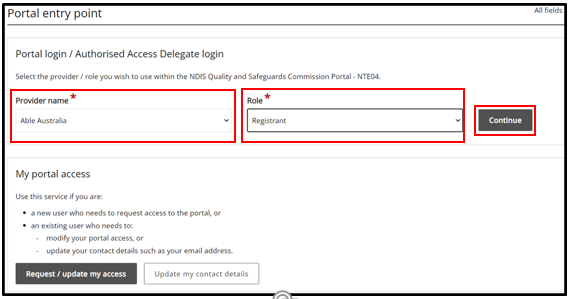 Portal entry point
All fields
Portal login / Authorised Access Delegate login
Select the provider / role you wish to use within the NDIS Quality and Safeguards Commission Portal - NTE04.
Provider name *
Role *
Able Australia
Registrant
Continue
My portal access
Use this service if you are:
• a new user who needs to request access to the portal, or
• an existing user who needs to:
- modify your portal access, or
- update your contact details such as your email address.
Request / update my access
Update my contact details